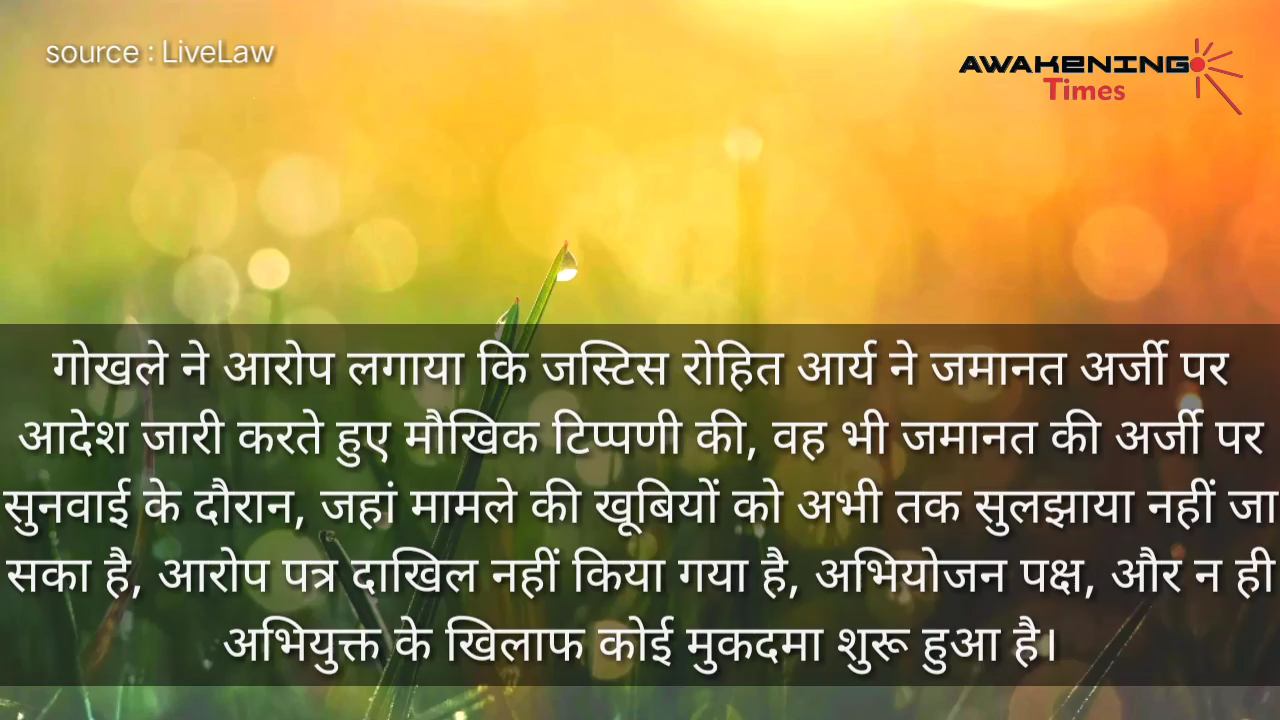 source : LiveLaw
AWAKENING
Times
गोखले ने आरोप लगाया कि जस्टिस रोहित आर्य ने जमानत अर्जी पर
आदेश जारी करते हुए मौखिक टिप्पणी की, वह भी जमानत की अर्जी पर
सुनवाई के दौरान, जहां मामले की खूबियों को अभी तक सुलझाया नहीं जा
सका है, आरोप पत्र दाखिल नहीं किया गया है, अभियोजन पक्ष, और न ही
अभियुक्त के खिलाफ कोई मुकदमा शुरू हुआ है।